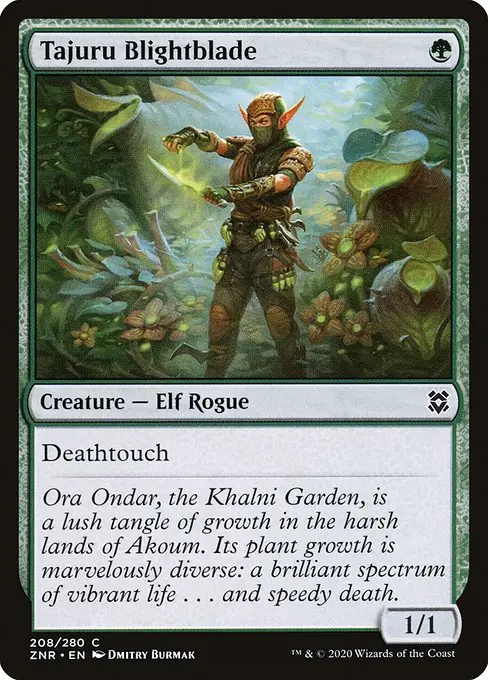 Tajuru Blightblade
Creature — Elf Rogue
Deathtouch
Ora Ondar, the Khalni Garden, is
a lush tangle of growth in the harsh
lands of Akoum. Its plant growth is
marvelously diverse: a brilliant spectrum
of vibrant life . . . and speedy death.
1/1
208/280 C
ZNR • EN Dmitry Burmak
™ & © 2020 Wizards of the Coast